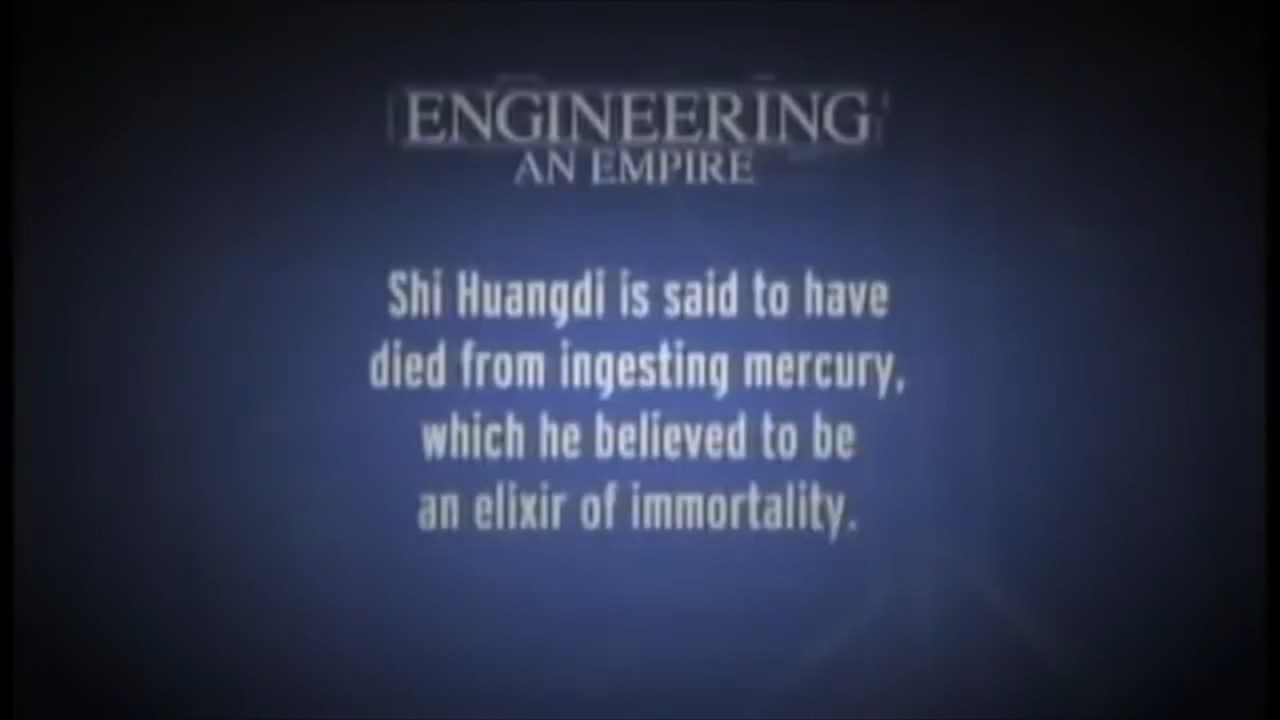 ENGINEERING
AN EMPIRE
Shi Huangdi is said to have
died from ingesting mercury,
which he believed to be
an elixir of immortality.